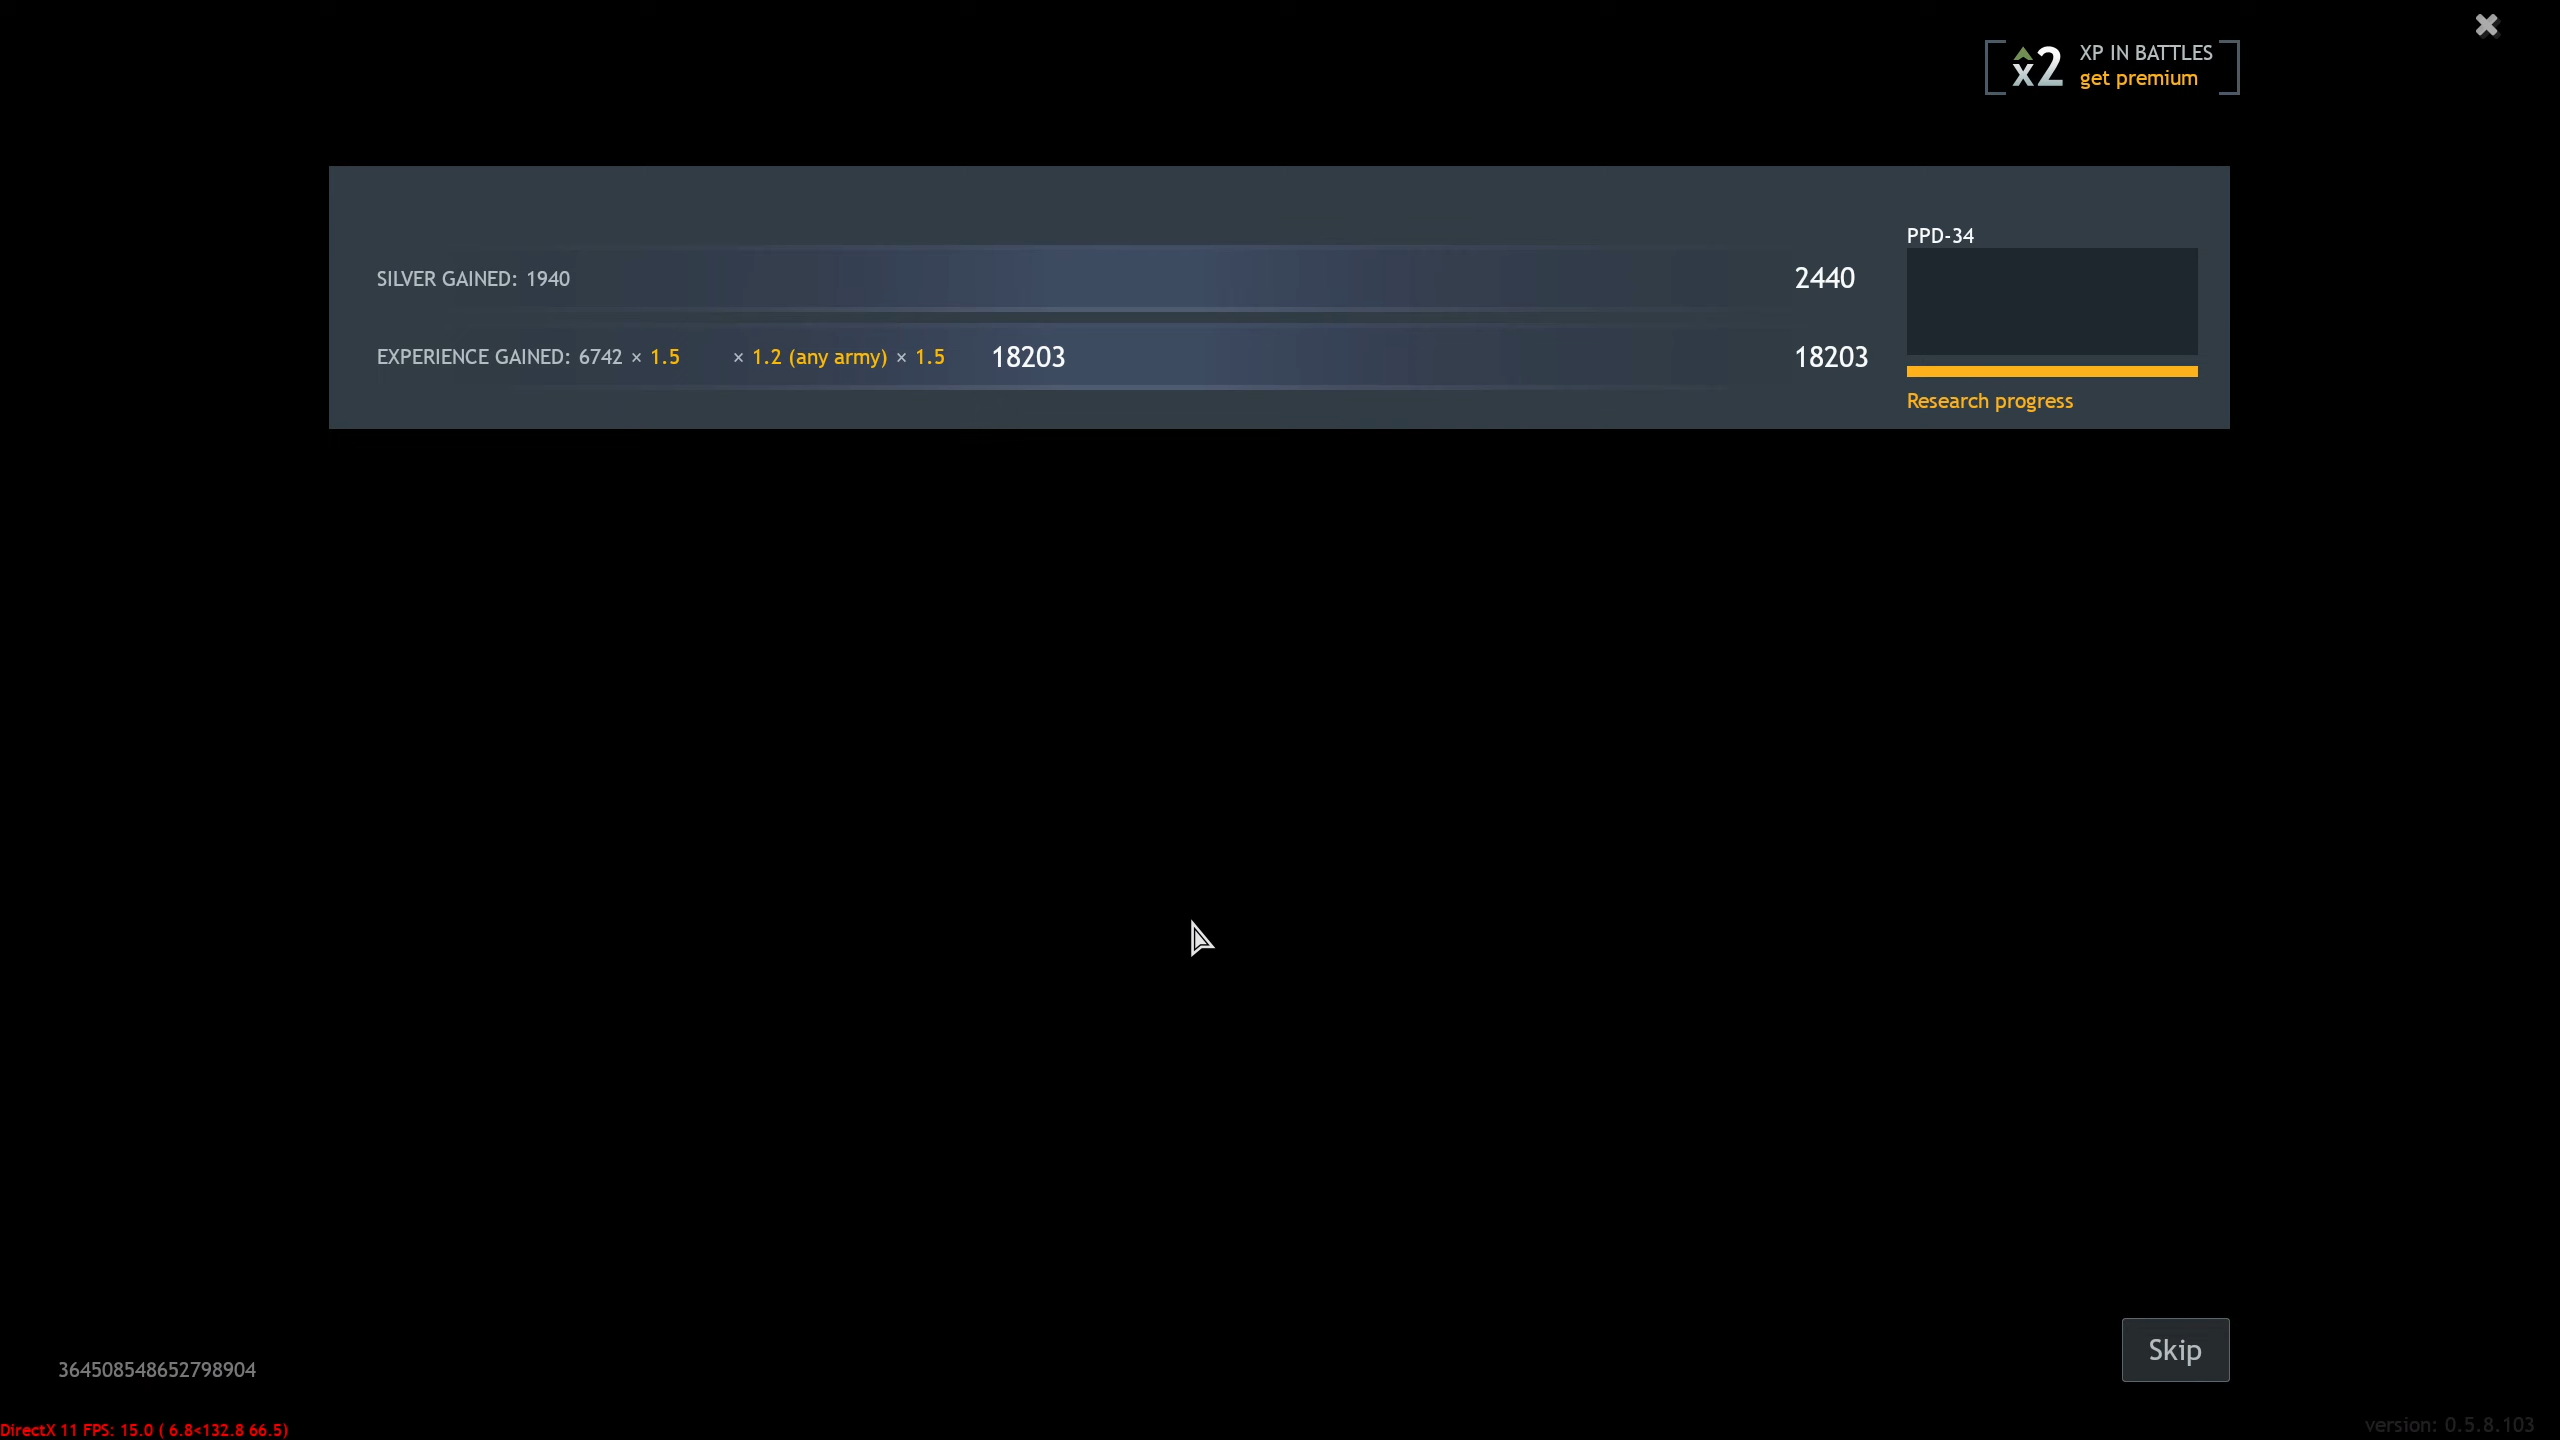 x2 XP IN BATTLES
get premium
PPD-34
SILVER GAINED: 1940 2440
EXPERIENCE GAINED: 6742 × 1.5 × 1.2 (any army) × 1.5 18203 18203
Research progress
Skip
364508548652798904
DirectX 11 FPS: 15.0 ( 6.8<132.8 66.5)
version: 0.5.8.103